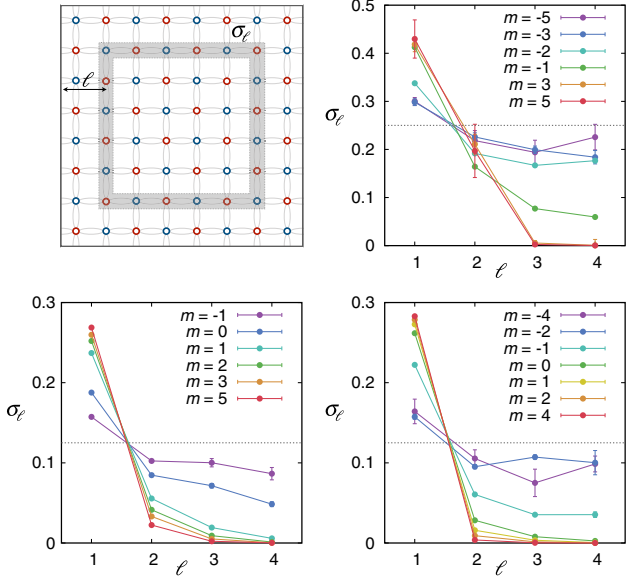 σℓ
ℓ
σℓ
0.5
0.4
0.3
0.2
0.1
0
1 2 3 4
ℓ
m = -5
m = -3
m = -2
m = -1
m = 3
m = 5
σℓ
0.3
0.2
0.1
0
1 2 3 4
ℓ
m = -1
m = 0
m = 1
m = 2
m = 3
m = 5
σℓ
0.3
0.2
0.1
0
1 2 3 4
ℓ
m = -4
m = -2
m = -1
m = 0
m = 1
m = 2
m = 4